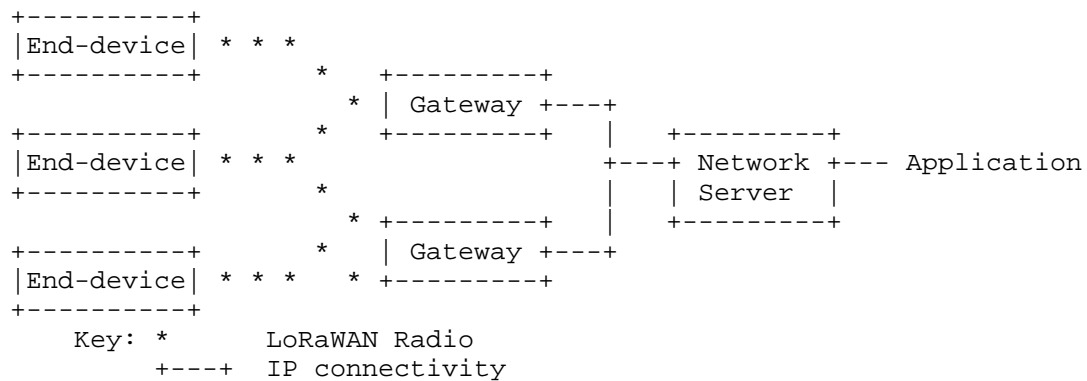 +----------+
|End-device| * * *
+----------+       *   +---------+
                     * | Gateway +---+
+----------+       *   +---------+   |   +---------+
|End-device| * * *                   +---+ Network +--- Application
+----------+       *                 |   | Server  |
                     * +---------+   |   +---------+
+----------+       *   | Gateway +---+
|End-device| * * *   * +---------+
+----------+
    Key: *      LoRaWAN Radio
         +---+  IP connectivity